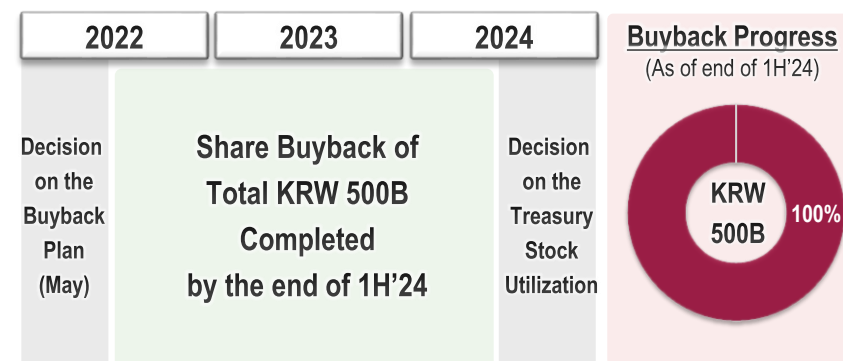 2022
2023
2024
Decision
on the
Buyback
Plan
(May)
Share Buyback of
Total KRW 500B
Completed
by the end of 1H’24
Decision
on the
Treasury
Stock
Utilization
Buyback Progress
(As of end of 1H’24)
KRW
500B
100%